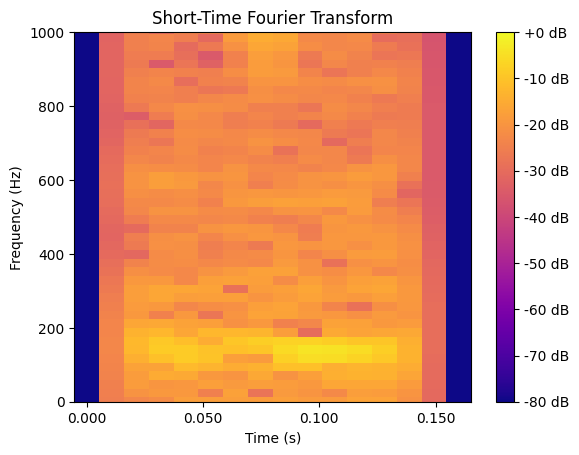 Short-Time Fourier Transform
1000
800
600
400
200
0
Frequency (Hz)
0.000
0.050
0.100
0.150
Time (s)
+0 dB
-10 dB
-20 dB
-30 dB
-40 dB
-50 dB
-60 dB
-70 dB
-80 dB